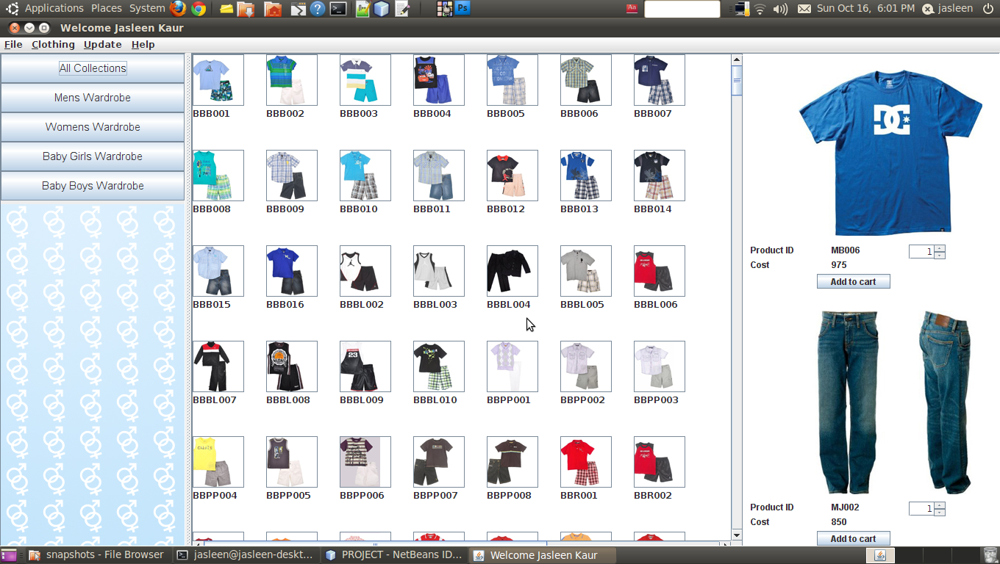 Applications Places System
Aa
Sun Oct 16, 6:01 PM
jasleen
Welcome Jasleen Kaur
File Clothing Update Help
All Collections
Mens Wardrobe
Womens Wardrobe
Baby Girls Wardrobe
Baby Boys Wardrobe
BBB001 BBB002 BBB003 BBB004 BBB005 BBB006 BBB007
BBB008 BBB009 BBB010 BBB011 BBB012 BBB013 BBB014
BBB015 BBB016 BBBL002 BBBL003 BBBL004 BBBL005 BBBL006
23
BBBL007 BBBL008 BBBL009 BBBL010 BBPP001 BBPP002 BBPP003
BBPP004 BBPP005 BBPP006 BBPP007 BBPP008 BBR001 BBR002
DC
Product ID MB006 1
Cost 975
Add to cart
Product ID MJ002 1
Cost 850
Add to cart
Ps
snapshots - File Browser
jasleen@jasleen-deskt...
PROJECT - NetBeans ID...
Welcome Jasleen Kaur